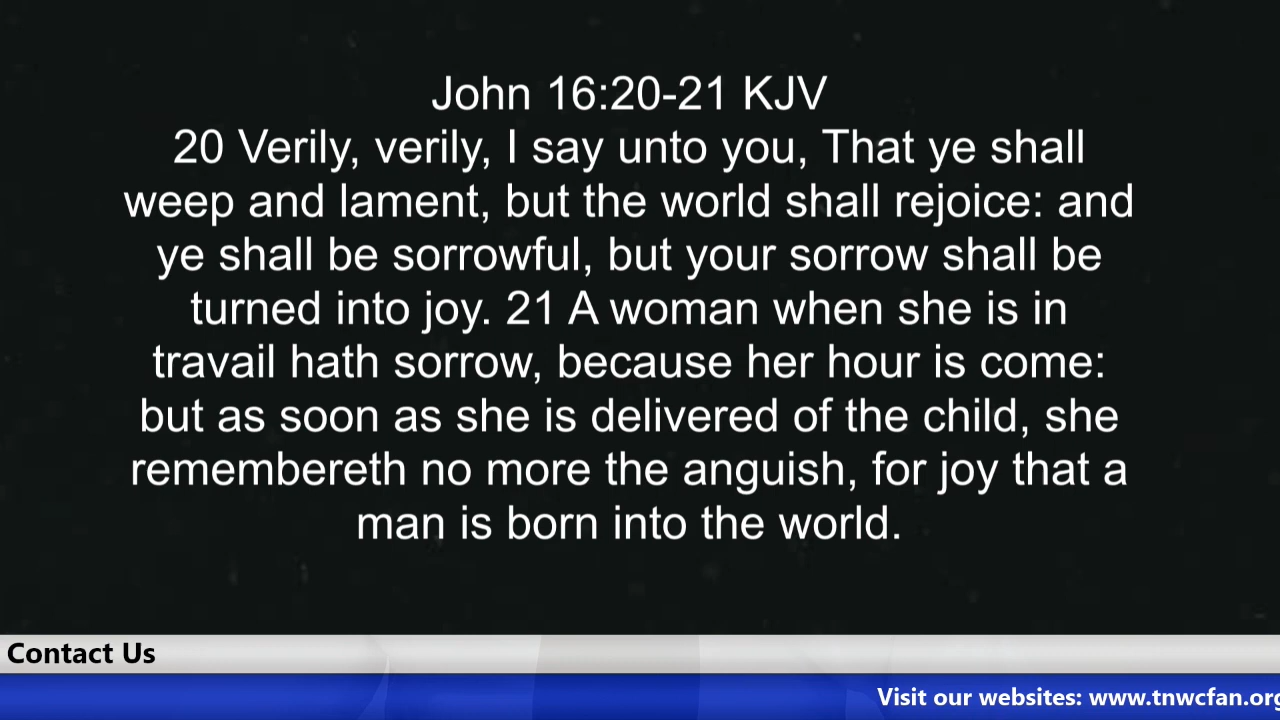 John 16:20-21 KJV
20 Verily, verily, I say unto you, That ye shall
weep and lament, but the world shall rejoice: and
ye shall be sorrowful, but your sorrow shall be
turned into joy. 21 A woman when she is in
travail hath sorrow, because her hour is come:
but as soon as she is delivered of the child, she
remembereth no more the anguish, for joy that a
man is born into the world.
Contact Us
Visit our websites: www.tnwcfan.org